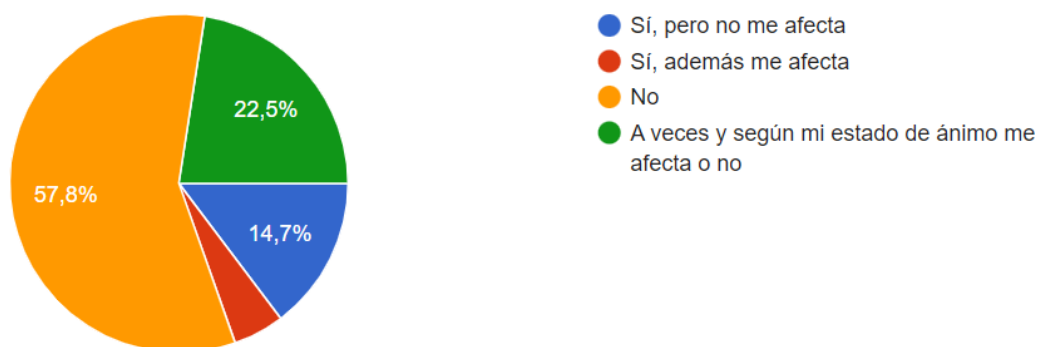 22,5%
57,8%
14,7%
Sí, pero no me afecta
Sí, además me afecta
No
A veces y según mi estado de ánimo me
afecta o no